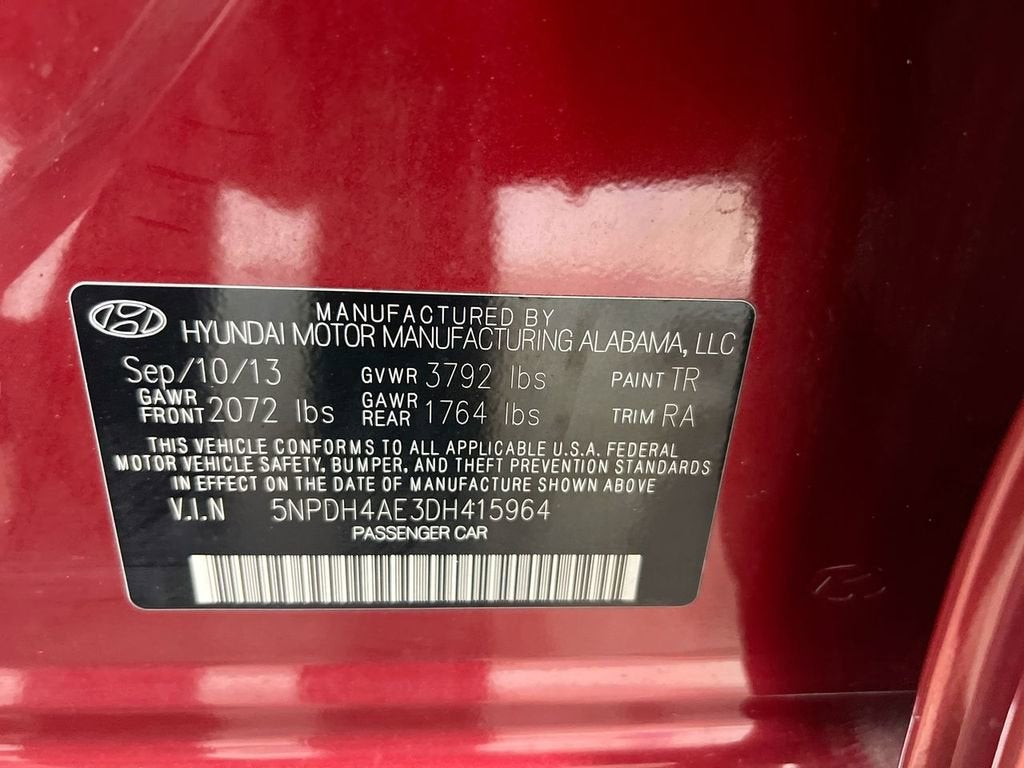 MANUFACTURED BY
HYUNDAI MOTOR MANUFACTURING ALABAMA, LLC
Sep/10/13 GVWR 3792 lbs PAINT TR
GAWR FRONT 2072 lbs GAWR REAR 1764 lbs TRIM RA
THIS VEHICLE CONFORMS TO ALL APPLICABLE U.S.A. FEDERAL
MOTOR VEHICLE SAFETY, BUMPER, AND THEFT PREVENTION STANDARDS
IN EFFECT ON THE DATE OF MANUFACTURE SHOWN ABOVE
V.I.N 5NPDH4AE3DH415964
PASSENGER CAR